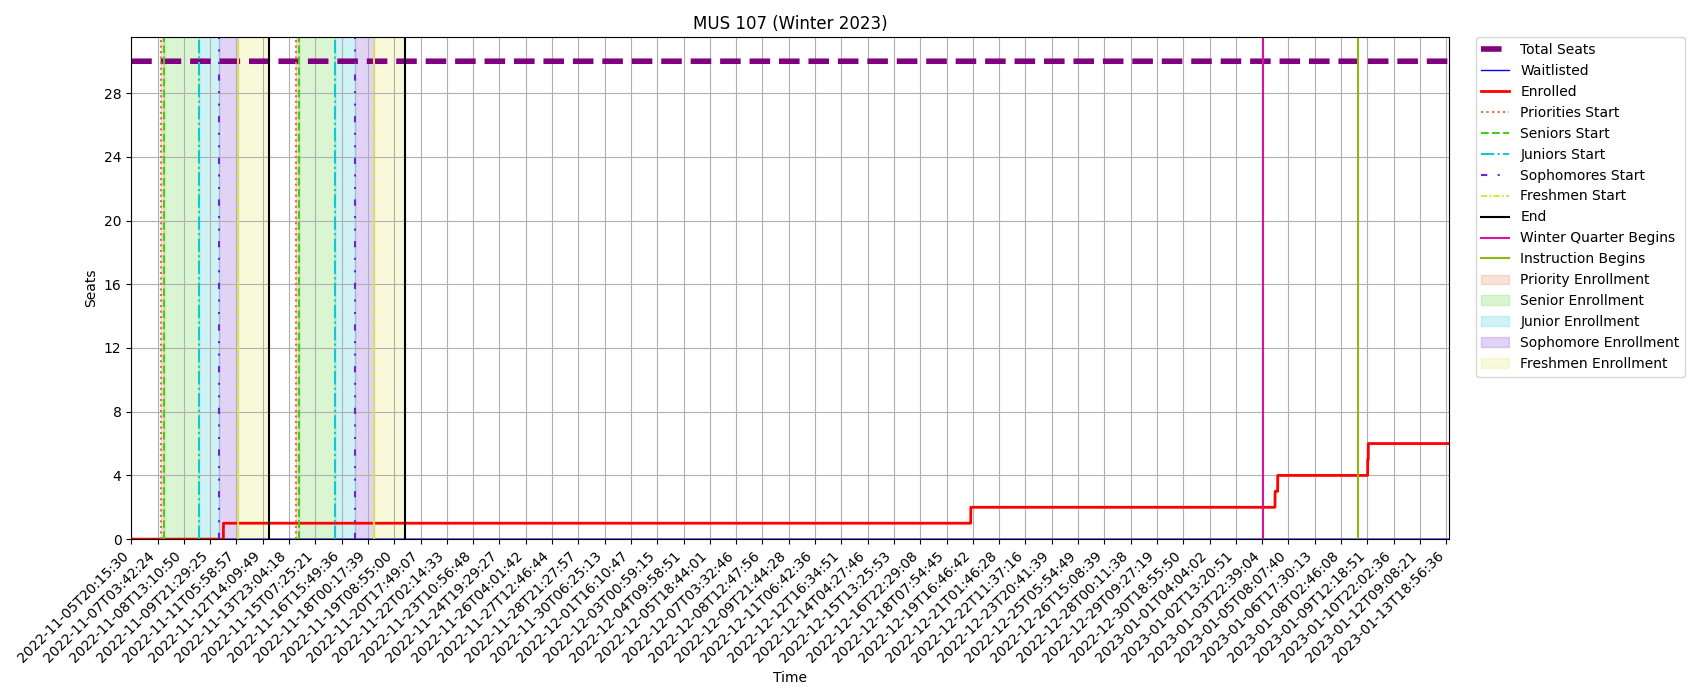 MUS 107 (Winter 2023)
Seats
28
24
20
16
12
8
4
0
2022-11-05T20:15:30
2022-11-07T03:42:24
2022-11-08T13:10:50
2022-11-09T21:29:25
2022-11-11T05:58:57
2022-11-12T14:09:49
2022-11-13T23:04:18
2022-11-15T07:25:21
2022-11-16T15:49:36
2022-11-18T00:17:39
2022-11-19T08:55:00
2022-11-20T17:49:07
2022-11-22T02:14:33
2022-11-23T10:56:48
2022-11-24T19:29:27
2022-11-26T04:01:42
2022-11-27T12:46:44
2022-11-28T21:27:57
2022-11-30T06:25:13
2022-12-01T16:10:47
2022-12-03T00:59:15
2022-12-04T09:58:51
2022-12-05T18:44:01
2022-12-07T03:32:46
2022-12-08T12:47:56
2022-12-09T21:44:28
2022-12-11T06:42:36
2022-12-12T16:34:51
2022-12-14T04:27:46
2022-12-15T13:25:53
2022-12-16T22:29:08
2022-12-18T07:54:45
2022-12-19T16:46:42
2022-12-21T01:46:28
2022-12-22T11:37:16
2022-12-23T20:41:39
2022-12-25T05:54:49
2022-12-26T15:08:39
2022-12-28T00:11:38
2022-12-29T09:27:19
2022-12-30T18:55:50
2023-01-01T04:04:02
2023-01-02T13:20:51
2023-01-03T22:39:04
2023-01-05T08:07:40
2023-01-06T17:30:13
2023-01-08T02:46:08
2023-01-09T12:18:51
2023-01-10T22:02:36
2023-01-12T09:08:21
2023-01-13T18:56:36
Time
Total Seats
Waitlisted
Enrolled
Priorities Start
Seniors Start
Juniors Start
Sophomores Start
Freshmen Start
End
Winter Quarter Begins
Instruction Begins
Priority Enrollment
Senior Enrollment
Junior Enrollment
Sophomore Enrollment
Freshmen Enrollment